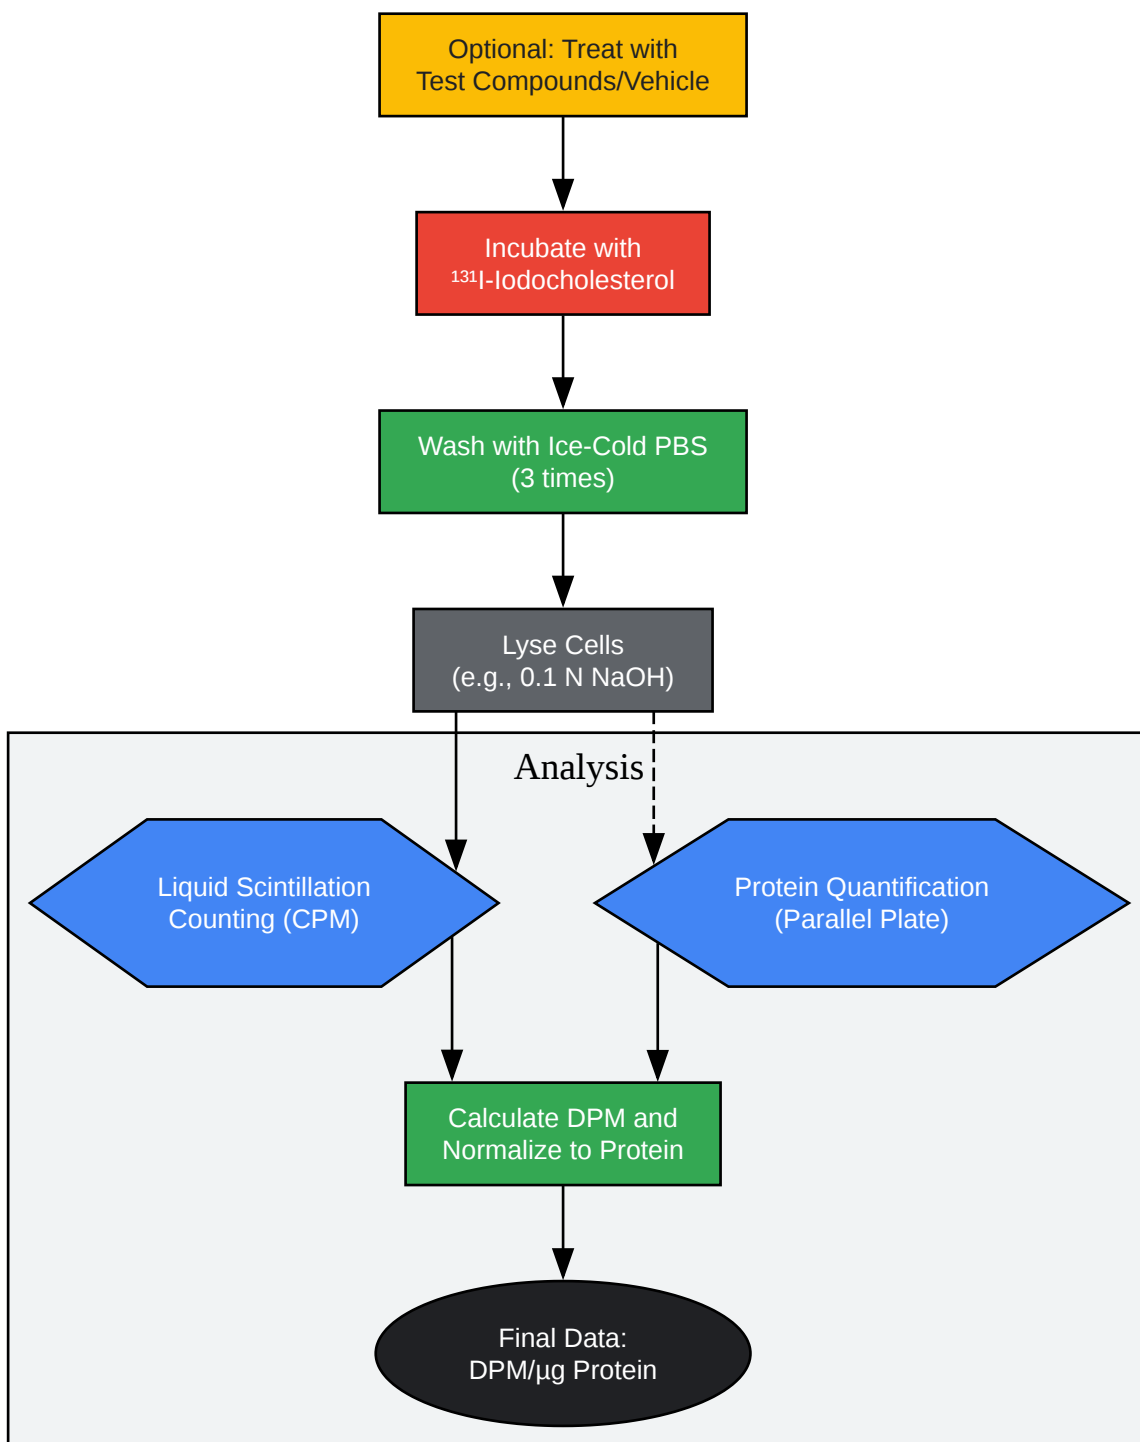 Optional: Treat with
Test Compounds/Vehicle
Incubate with
¹³¹I-Iodocholesterol
Wash with Ice-Cold PBS
(3 times)
Lyse Cells
(e.g., 0.1 N NaOH)
Analysis
Liquid Scintillation
Counting (CPM)
Protein Quantification
(Parallel Plate)
Calculate DPM and
Normalize to Protein
Final Data:
DPM/µg Protein